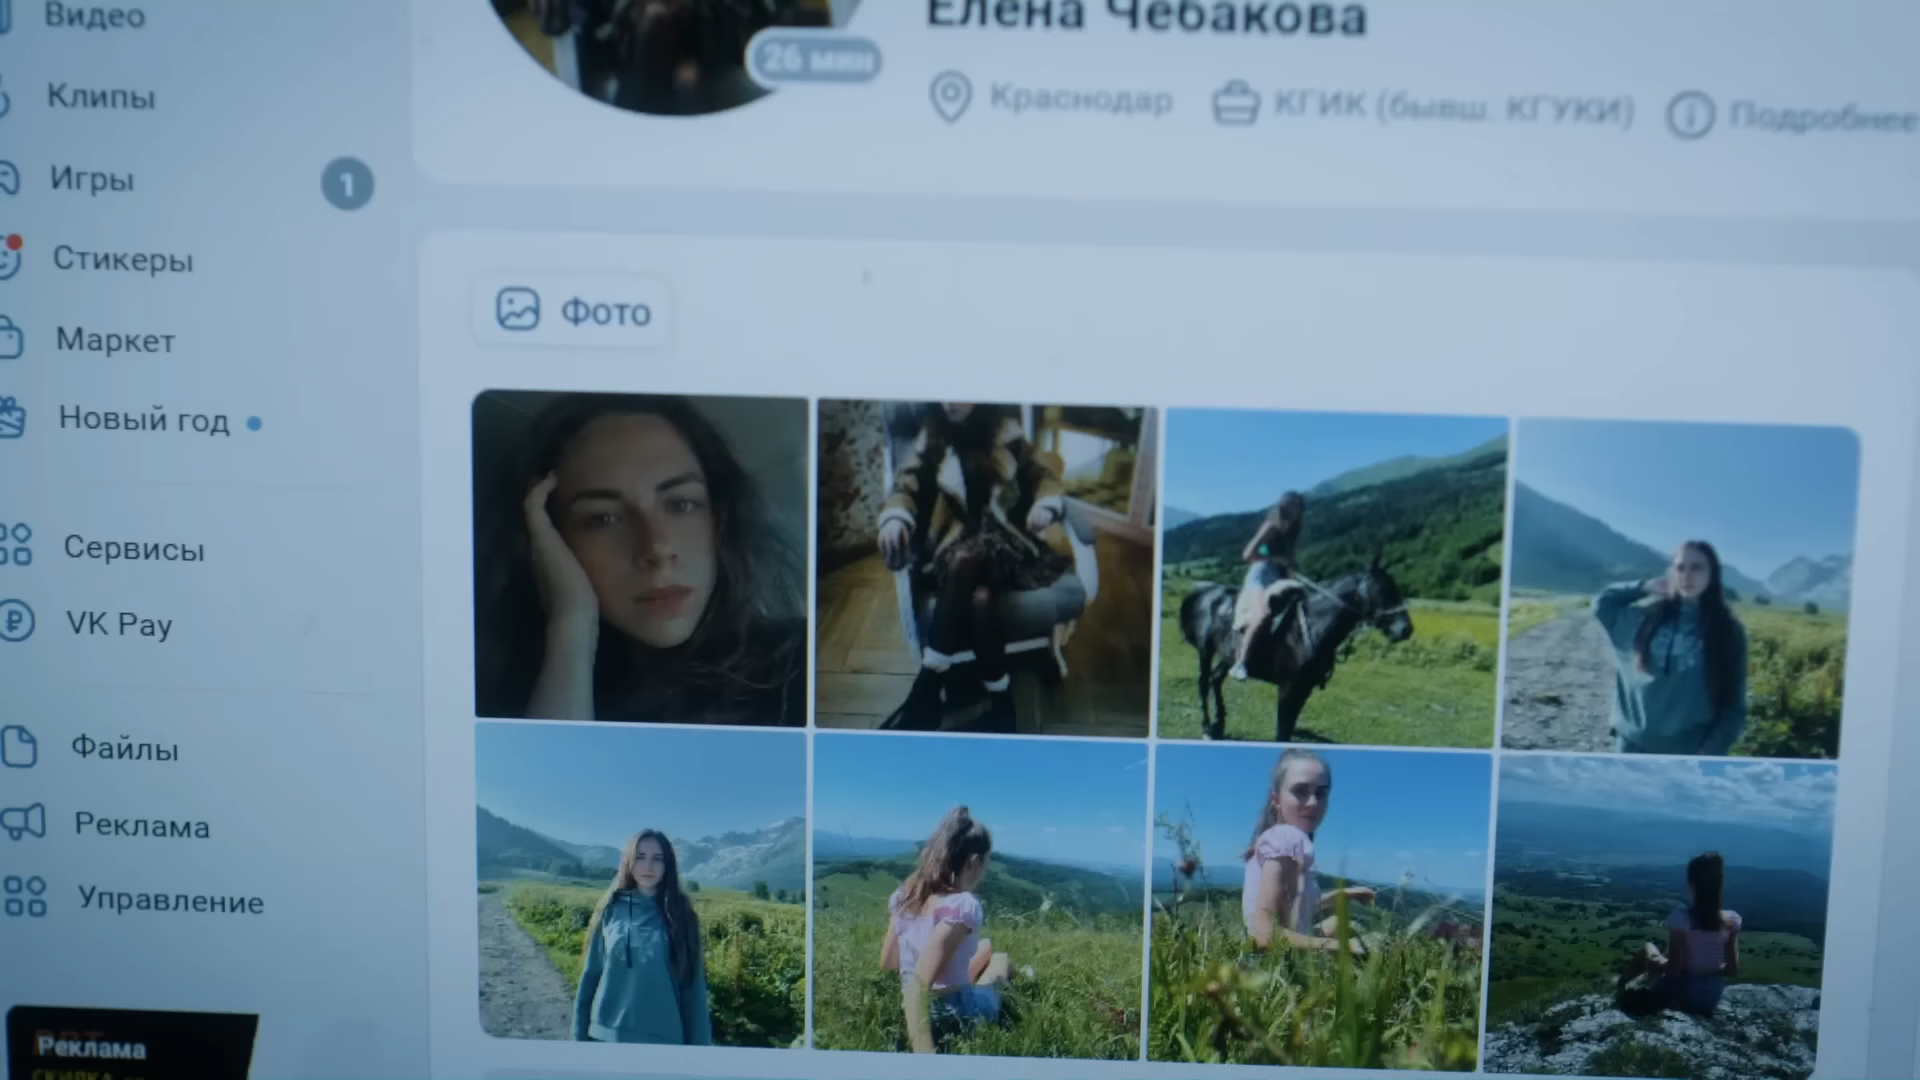 Видео
Клипы
Игры
1
Стикеры
Маркет
Новый год
Сервисы
VK Pay
Файлы
Реклама
Управление
Реклама
Елена Чебакова
26 мин
Краснодар
КГИК (бывш. КГУКИ)
Подробнее
Фото